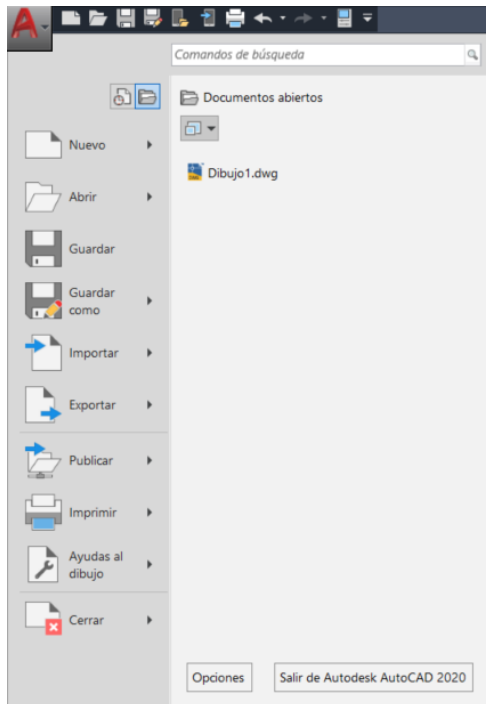 Comandos de búsqueda
Documentos abiertos
Nuevo
Dibujo1.dwg
Abrir
Guardar
Guardar
como
Importar
Exportar
Publicar
Imprimir
Ayudas al
dibujo
Cerrar
Opciones
Salir de Autodesk AutoCAD 2020